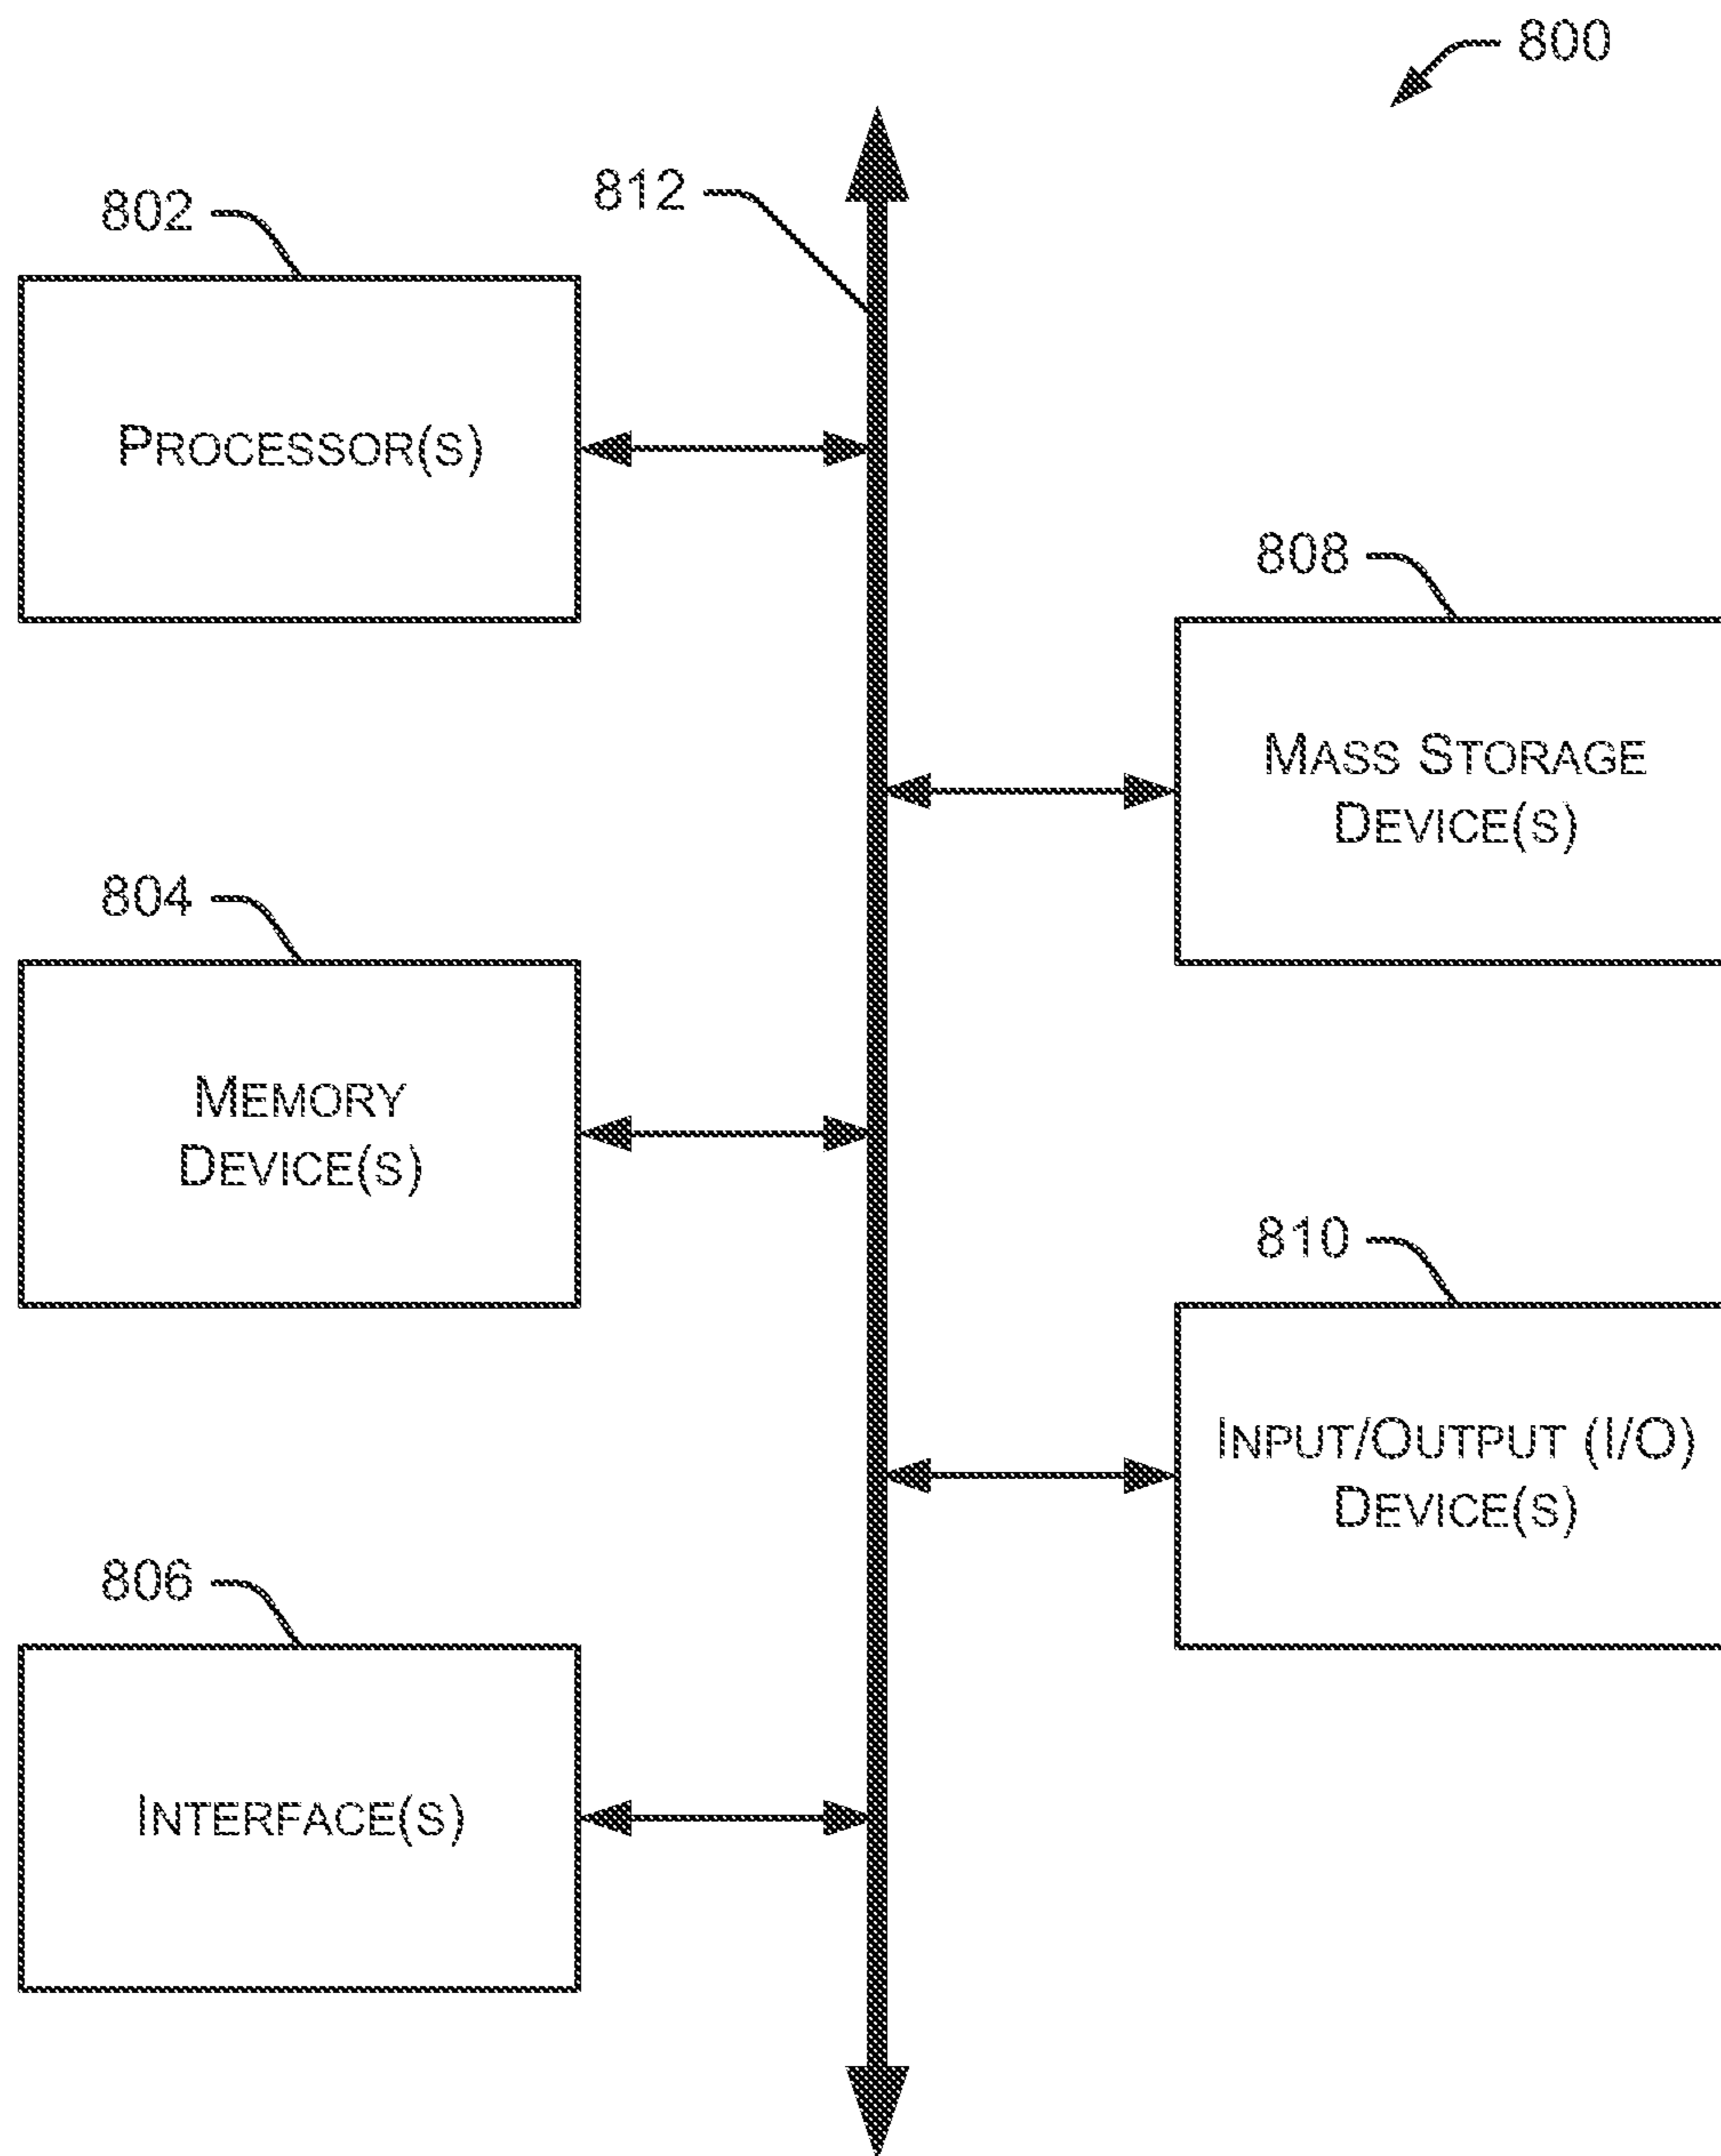 800
812
802
PROCESSOR(S)
808
MASS STORAGE
DEVICE(S)
804
MEMORY
DEVICE(S)
810
INPUT/OUTPUT (I/O)
DEVICE(S)
806
INTERFACE(S)